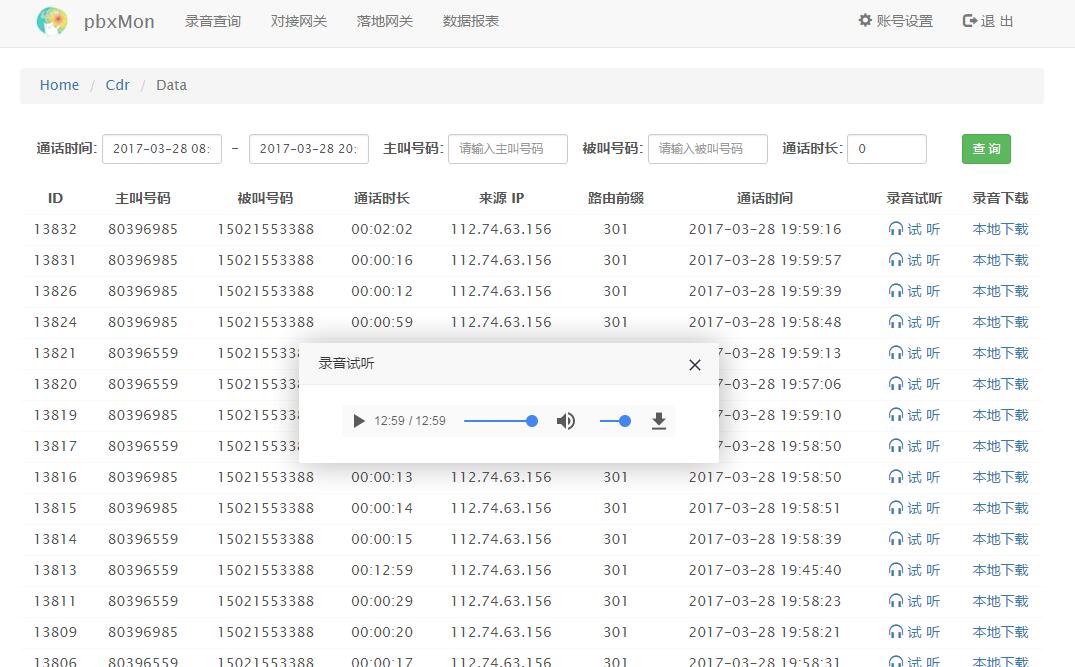 pbxMon 录音查询 对接网关 落地网关 数据报表 账号设置 退 出
Home / Cdr / Data
通话时间: 2017-03-28 08: - 2017-03-28 20: 主叫号码: 请输入主叫号码 被叫号码: 请输入被叫号码 通话时长: 0 查 询
ID 主叫号码 被叫号码 通话时长 来源 IP 路由前缀 通话时间 录音试听 录音下载
13832 80396985 15021553388 00:02:02 112.74.63.156 301 2017-03-28 19:59:16 试 听 本地下载
13831 80396985 15021553388 00:00:16 112.74.63.156 301 2017-03-28 19:59:57 试 听 本地下载
13826 80396985 15021553388 00:00:12 112.74.63.156 301 2017-03-28 19:59:39 试 听 本地下载
13824 80396985 15021553388 00:00:59 112.74.63.156 301 2017-03-28 19:58:48 试 听 本地下载
13821 80396559 1502155338 7-03-28 19:59:13 试 听 本地下载
录音试听
13820 80396559 1502155338 7-03-28 19:57:06 试 听 本地下载
13819 80396985 1502155338 7-03-28 19:59:10 试 听 本地下载
12:59 / 12:59
13817 80396559 1502155338 7-03-28 19:58:50 试 听 本地下载
13816 80396985 15021553388 00:00:13 112.74.63.156 301 2017-03-28 19:58:50 试 听 本地下载
13815 80396985 15021553388 00:00:14 112.74.63.156 301 2017-03-28 19:58:51 试 听 本地下载
13814 80396559 15021553388 00:00:15 112.74.63.156 301 2017-03-28 19:58:39 试 听 本地下载
13813 80396559 15021553388 00:12:59 112.74.63.156 301 2017-03-28 19:45:40 试 听 本地下载
13811 80396559 15021553388 00:00:29 112.74.63.156 301 2017-03-28 19:58:23 试 听 本地下载
13809 80396985 15021553388 00:00:20 112.74.63.156 301 2017-03-28 19:58:21 试 听 本地下载
13806 80396559 15021553388 00:00:17 112.74.63.156 301 2017-03-28 19:58:31 试 听 本地下载